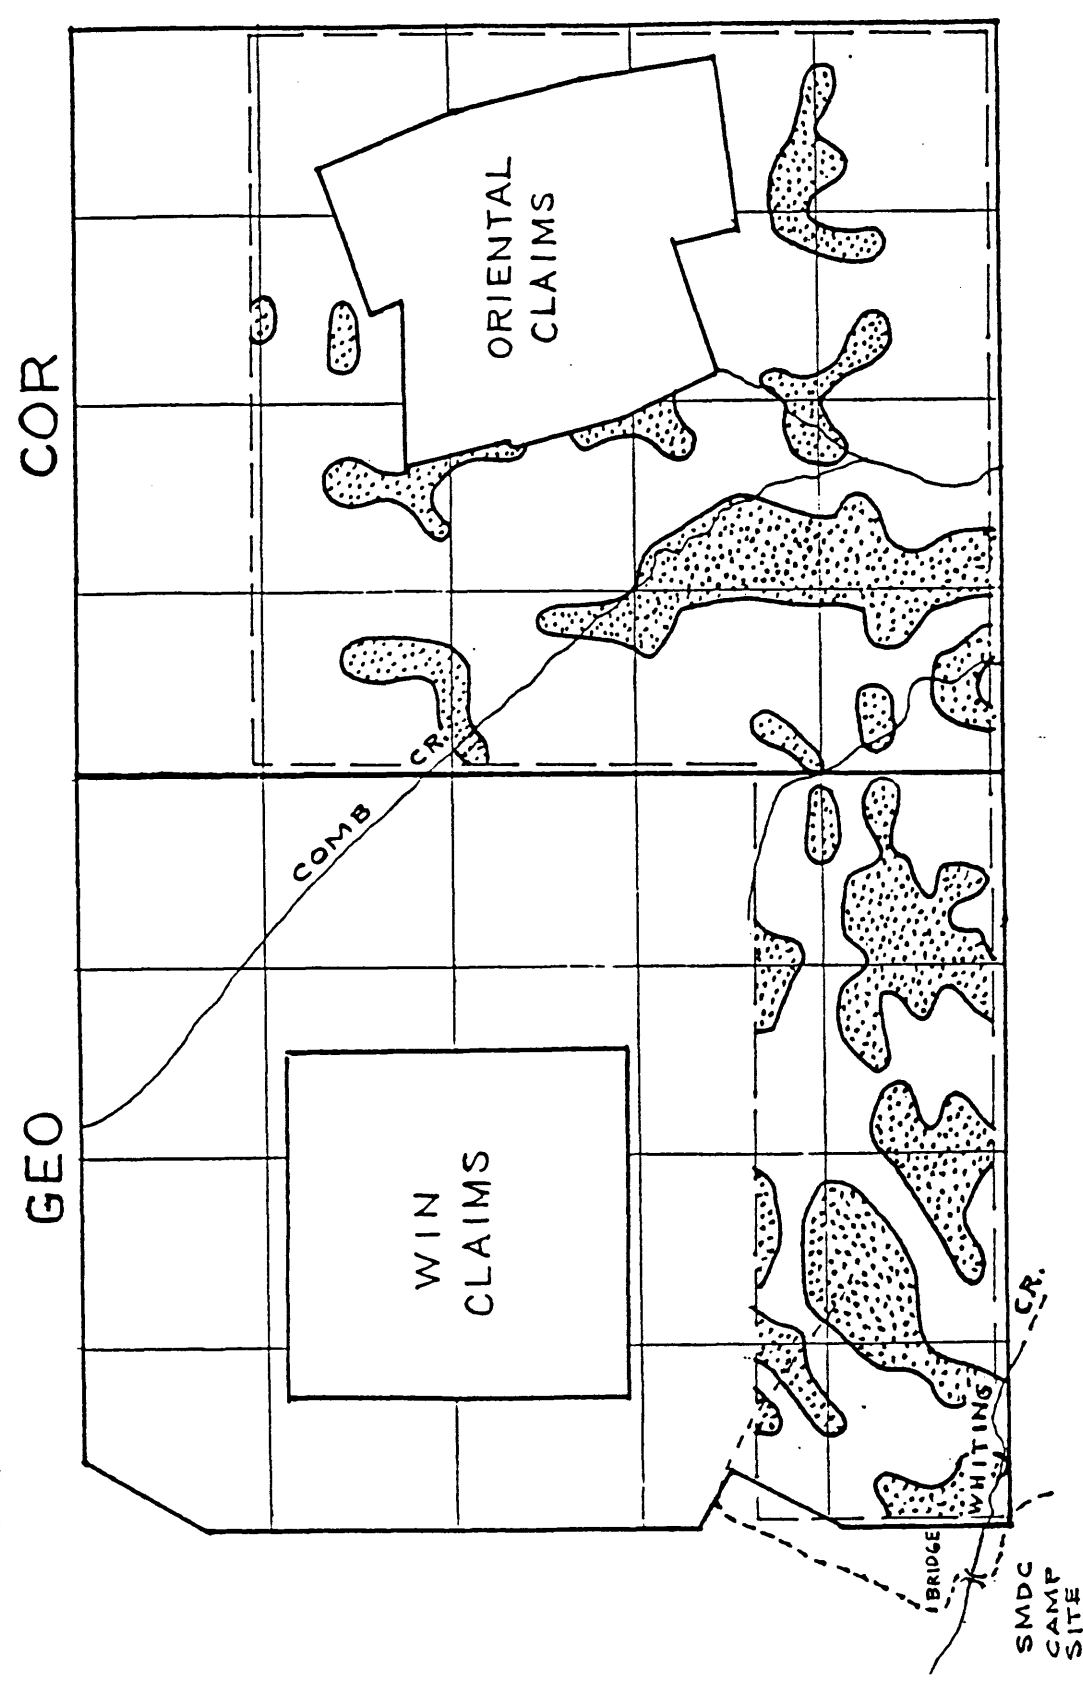 GEO
COR
WIN
CLAIMS
ORIENTAL
CLAIMS
COMB
CR.
WHITING
CR.
BRIDGE
SMDC
CAMP
SITE